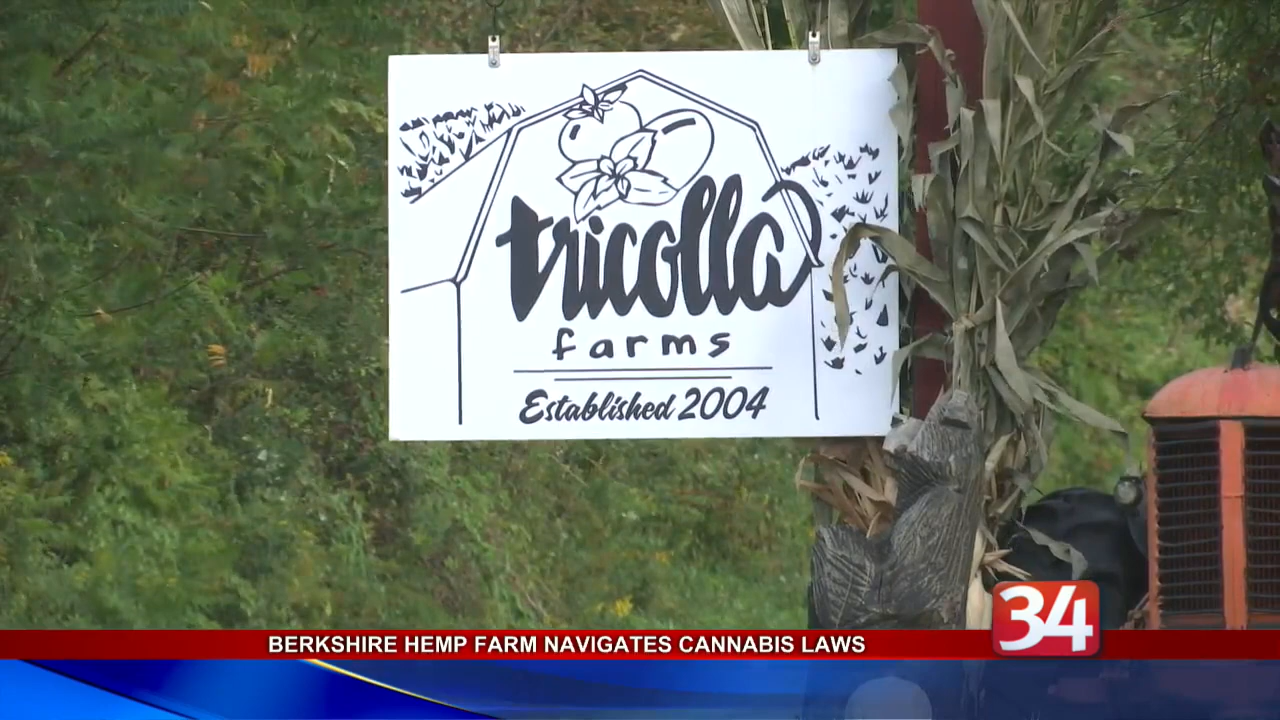 tricolla
farms
Established 2004
BERKSHIRE HEMP FARM NAVIGATES CANNABIS LAWS
34